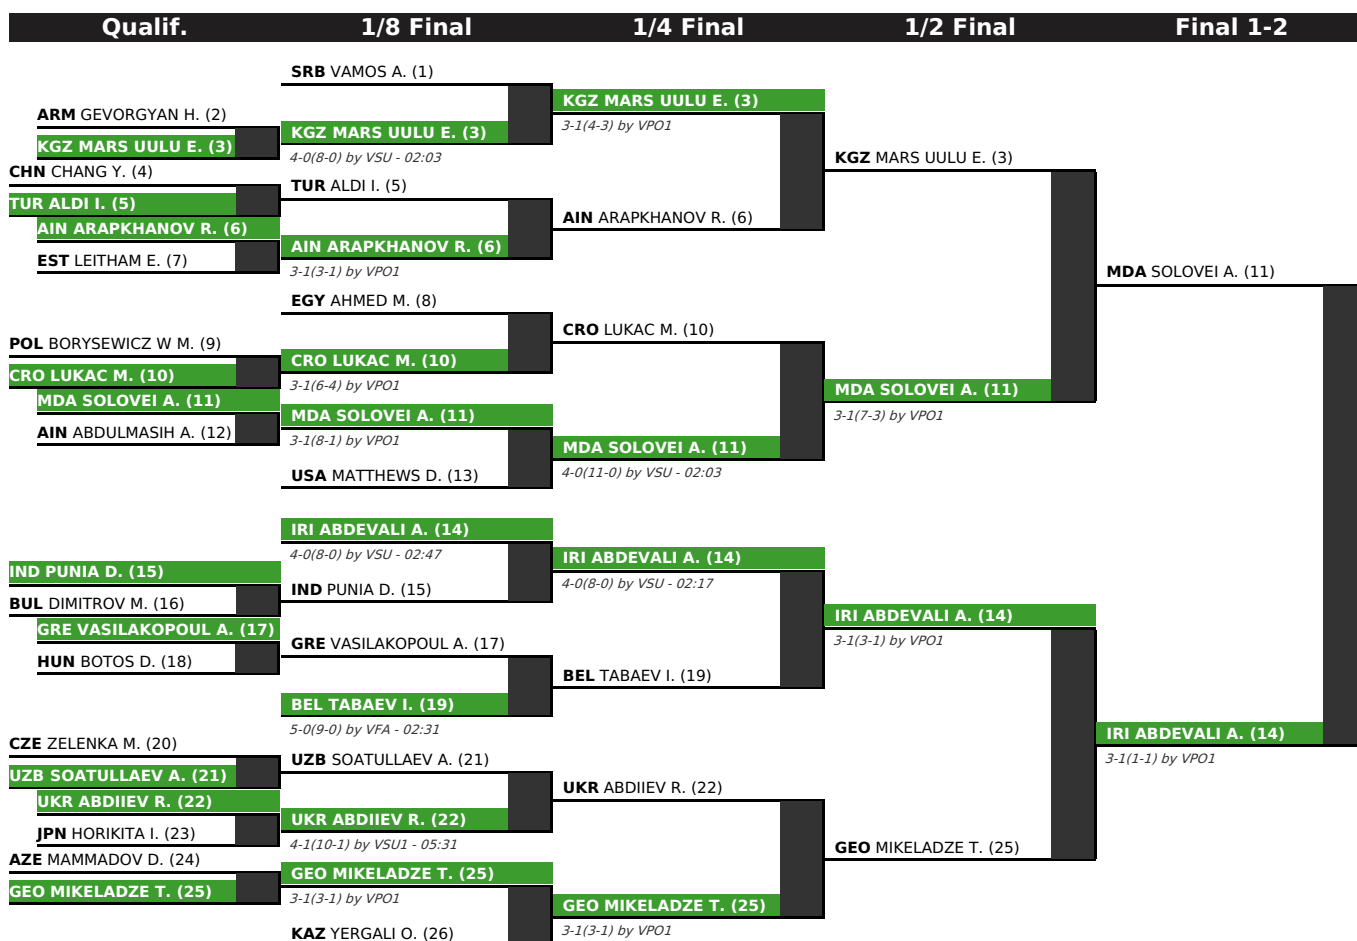 Qualif.
1/8 Final
1/4 Final
1/2 Final
Final 1-2
ARM GEVORGYAN H. (2)
KGZ MARS UULU E. (3)
CHN CHANG Y. (4)
TUR ALDI I. (5)
AIN ARAPKHANOV R. (6)
EST LEITHAM E. (7)
POL BORYSEWICZ W M. (9)
CRO LUKAC M. (10)
MDA SOLOVEI A. (11)
AIN ABDULMASIH A. (12)
IND PUNIA D. (15)
BUL DIMITROV M. (16)
GRE VASILAKOPOUL A. (17)
HUN BOTOS D. (18)
CZE ZELENKA M. (20)
UZB SOATULLAEV A. (21)
UKR ABDIIEV R. (22)
JPN HORIKITA I. (23)
AZE MAMMADOV D. (24)
GEO MIKELADZE T. (25)
SRB VAMOS A. (1)
KGZ MARS UULU E. (3)
4-0(8-0) by VSU - 02:03
TUR ALDI I. (5)
AIN ARAPKHANOV R. (6)
3-1(3-1) by VPO1
EGY AHMED M. (8)
CRO LUKAC M. (10)
3-1(6-4) by VPO1
MDA SOLOVEI A. (11)
3-1(8-1) by VPO1
USA MATTHEWS D. (13)
IRI ABDEVALI A. (14)
4-0(8-0) by VSU - 02:47
IND PUNIA D. (15)
GRE VASILAKOPOUL A. (17)
BEL TABAEV I. (19)
5-0(9-0) by VFA - 02:31
UZB SOATULLAEV A. (21)
UKR ABDIIEV R. (22)
4-1(10-1) by VSU1 - 05:31
GEO MIKELADZE T. (25)
3-1(3-1) by VPO1
KAZ YERGALI O. (26)
KGZ MARS UULU E. (3)
3-1(4-3) by VPO1
AIN ARAPKHANOV R. (6)
CRO LUKAC M. (10)
MDA SOLOVEI A. (11)
4-0(11-0) by VSU - 02:03
IRI ABDEVALI A. (14)
4-0(8-0) by VSU - 02:17
BEL TABAEV I. (19)
UKR ABDIIEV R. (22)
GEO MIKELADZE T. (25)
3-1(3-1) by VPO1
KGZ MARS UULU E. (3)
MDA SOLOVEI A. (11)
3-1(7-3) by VPO1
IRI ABDEVALI A. (14)
3-1(3-1) by VPO1
GEO MIKELADZE T. (25)
MDA SOLOVEI A. (11)
IRI ABDEVALI A. (14)
3-1(1-1) by VPO1